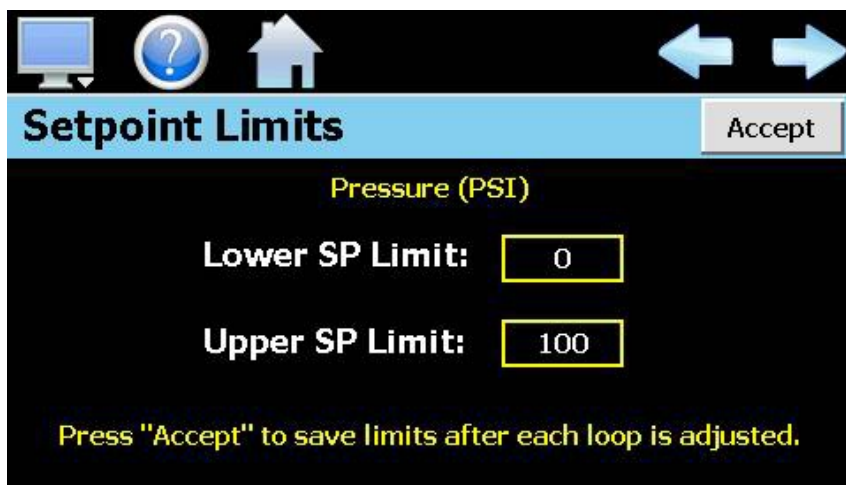 ?
Setpoint Limits
Accept
Pressure (PSI)
Lower SP Limit: 0
Upper SP Limit: 100
Press "Accept" to save limits after each loop is adjusted.